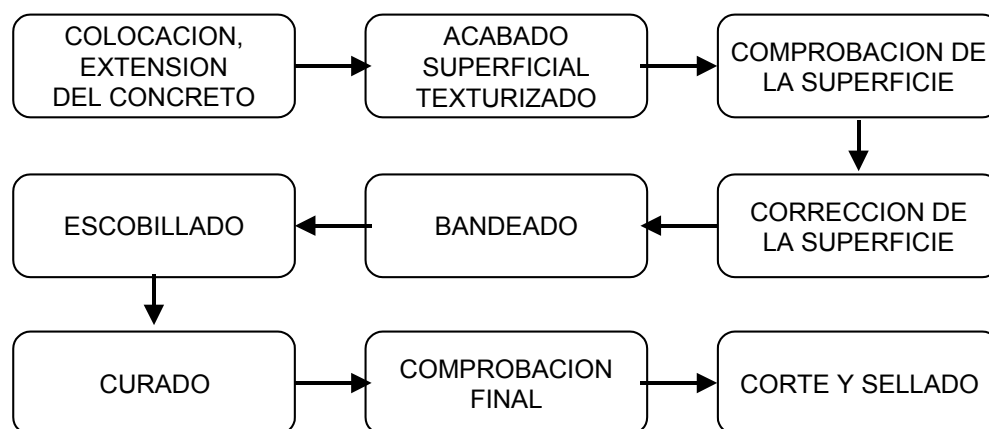 COLOCACION,
EXTENSION
DEL CONCRETO
ACABADO
SUPERFICIAL
TEXTURIZADO
COMPROBACION DE
LA SUPERFICIE
CORRECCION DE
LA SUPERFICIE
BANDEADO
ESCOBILLADO
CURADO
COMPROBACION
FINAL
CORTE Y SELLADO